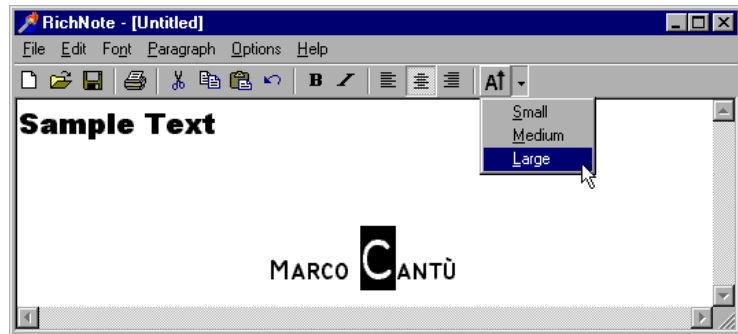 RichNote - [Untitled]
File Edit Font Paragraph Options Help
B I A
Small
Medium
Large
Sample Text
MARCO CANTÙ